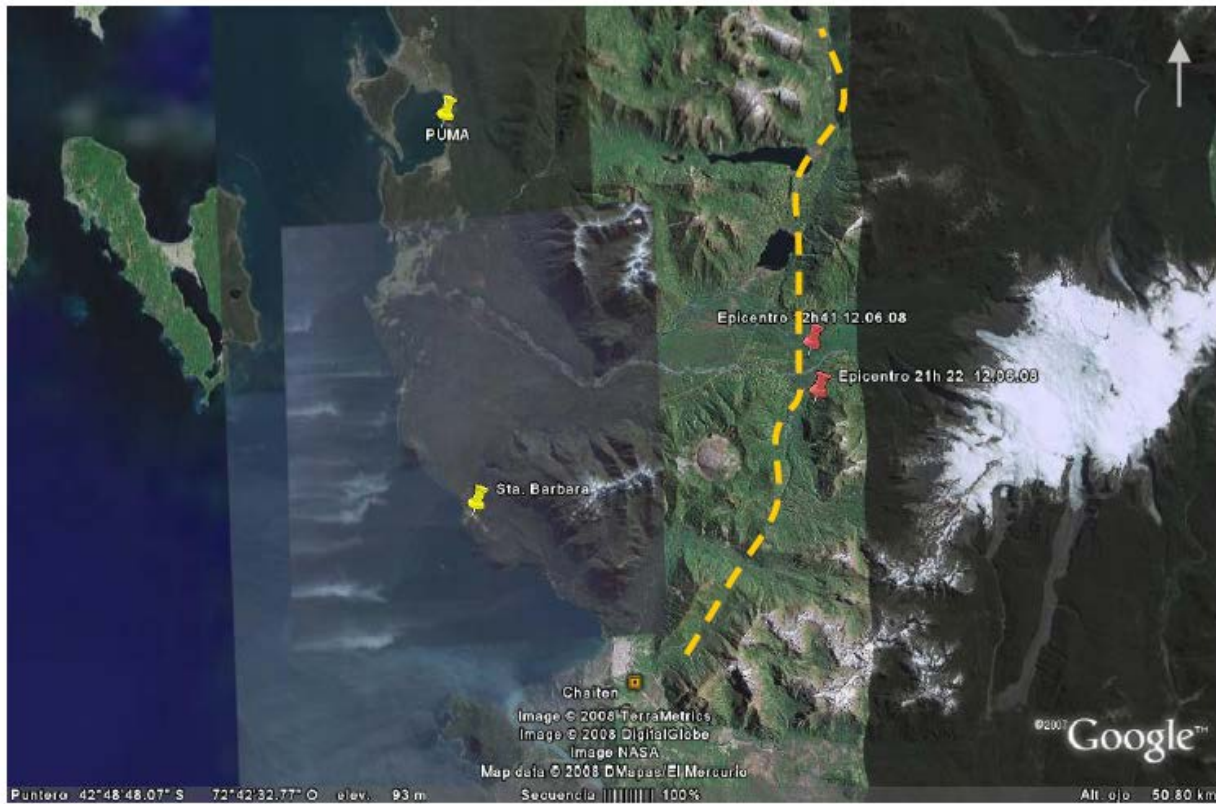 PUMA
Epicentro 12h41 12.06.08
Epicentro 21h 22 12.06.08
Sta. Barbara
Chaiten
Image © 2008 TerraMetrics
Image © 2008 DigitalGlobe
Image NASA
Map data © 2008 DMapas/El Mercurio
©2007 Google™
Puntero 42°48'48.07" S 72°42'32.77" O elev. 93 m Secuencia |||||||||| 100% Alt. ojo 50.80 km